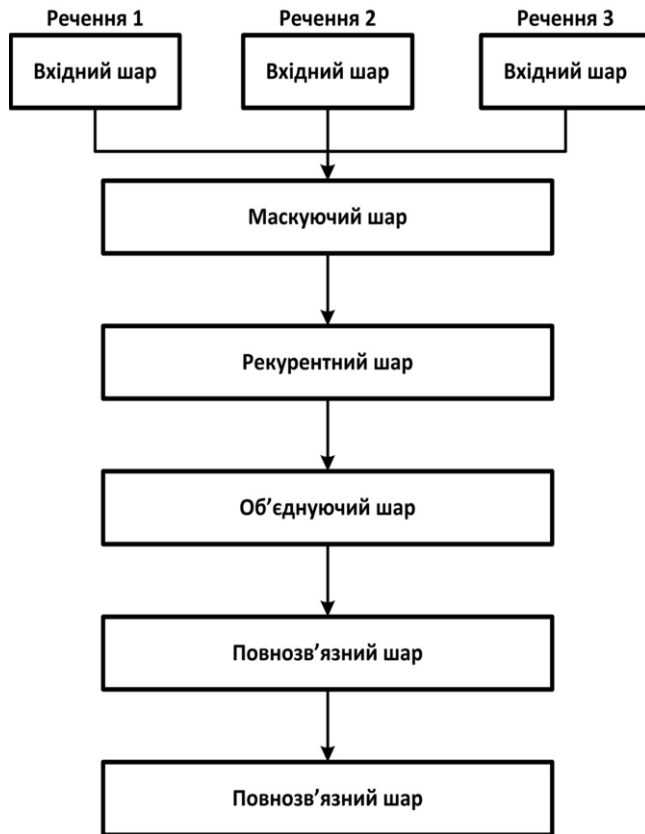 Речення 1 Речення 2 Речення 3
Вхідний шар Вхідний шар Вхідний шар
Маскуючий шар
Рекурентний шар
Об’єднуючий шар
Повнозв’язний шар
Повнозв’язний шар